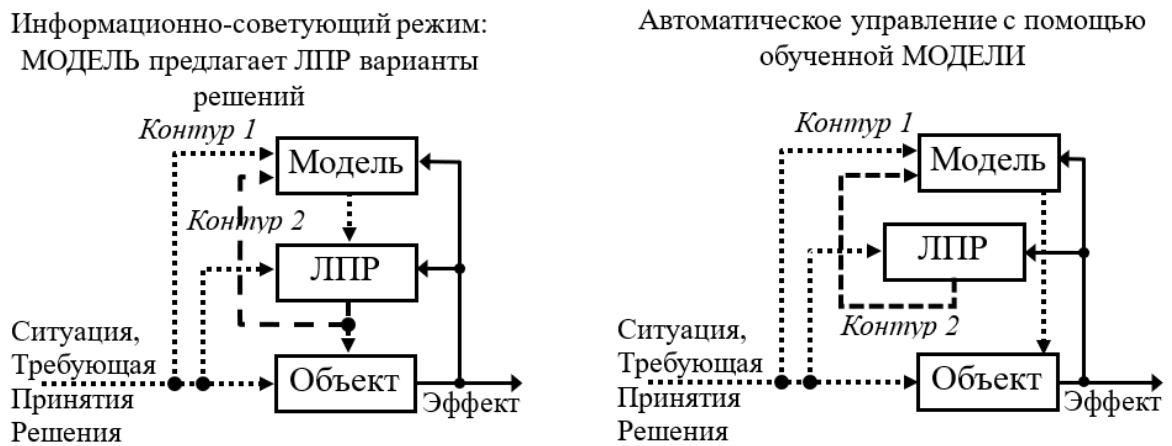 Информационно-советующий режим:
МОДЕЛЬ предлагает ЛПР варианты
решений
Контур 1
Модель
Контур 2
ЛПР
Ситуация,
Требующая
Принятия
Решения
Объект
Эффект
Автоматическое управление с помощью
обученной МОДЕЛИ
Контур 1
Модель
ЛПР
Контур 2
Ситуация,
Требующая
Принятия
Решения
Объект
Эффект